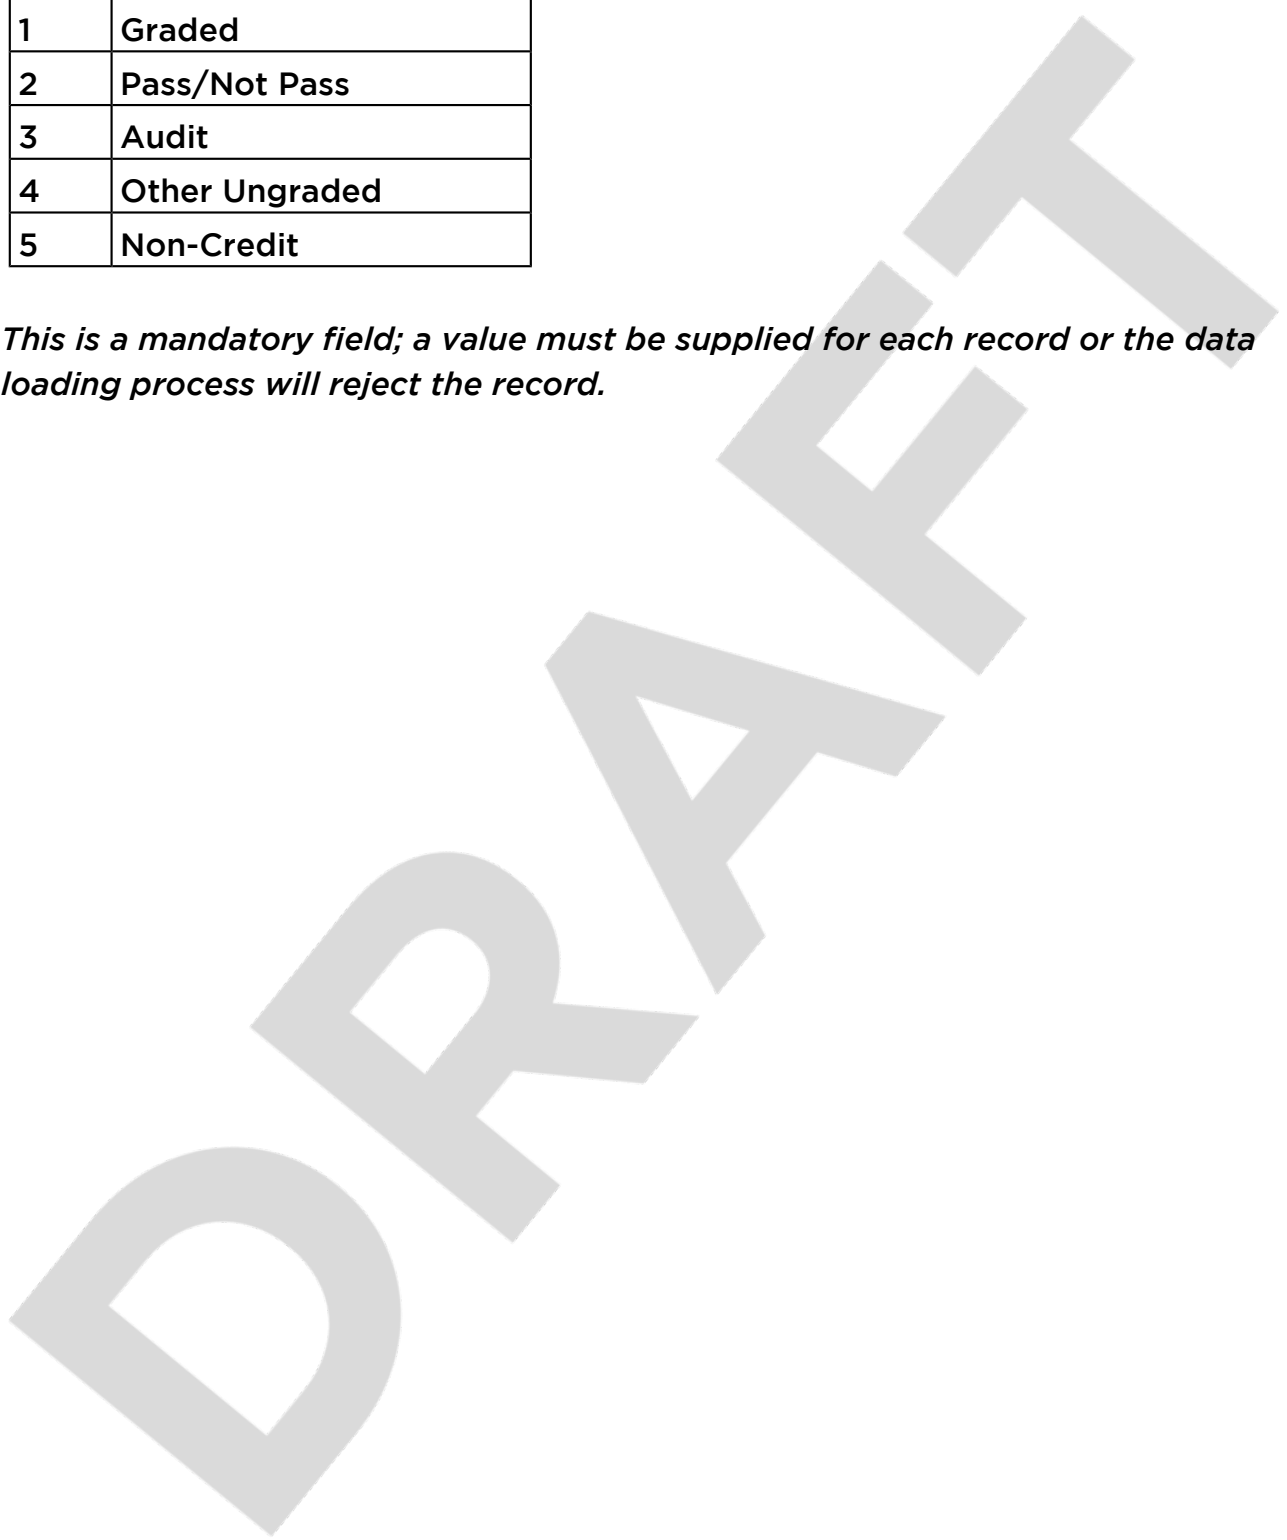 1 Graded
2 Pass/Not Pass
3 Audit
4 Other Ungraded
5 Non-Credit
This is a mandatory field; a value must be supplied for each record or the data
loading process will reject the record.
DRAFT